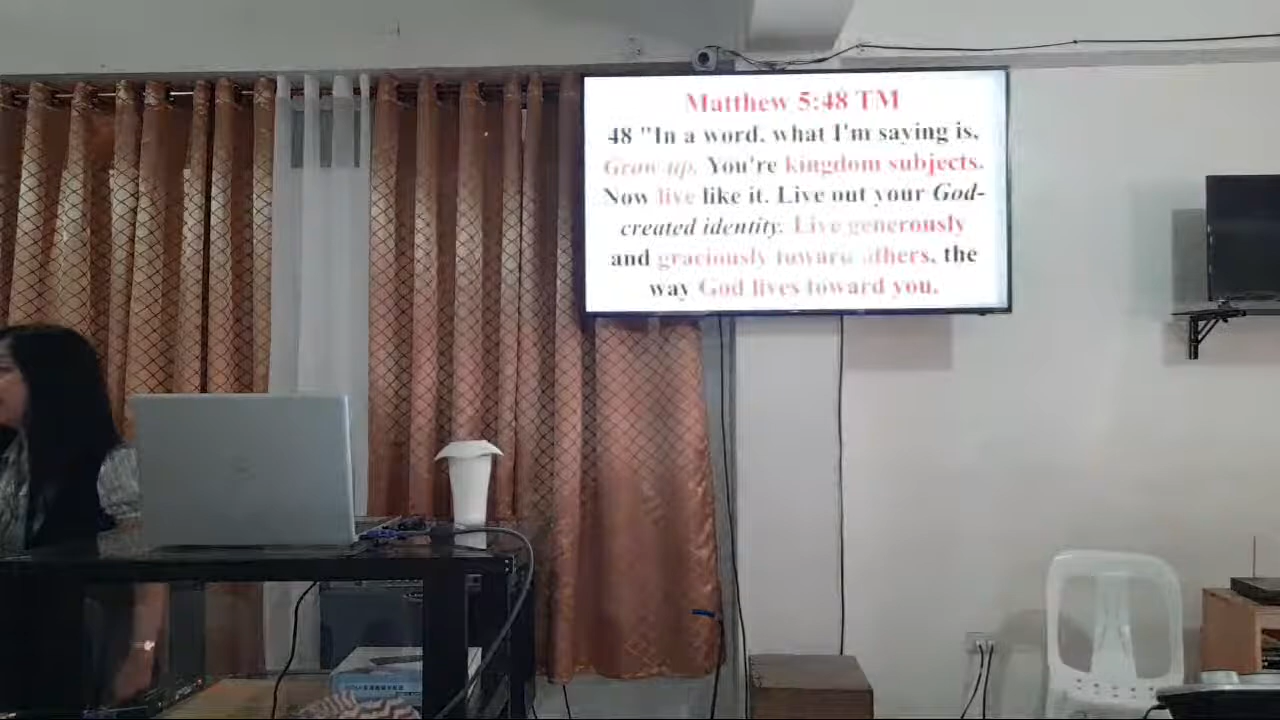 Matthew 5:48 TM
48 "In a word, what I'm saying is,
Grow up. You're kingdom subjects.
Now live like it. Live out your God-
created identity. Live generously
and graciously toward others, the
way God lives toward you.